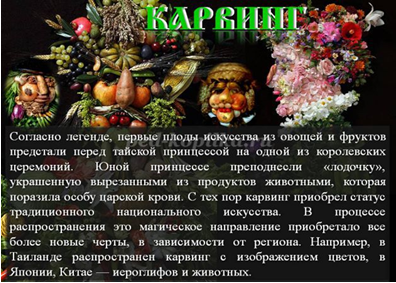 КАРВИНГ
Согласно легенде, первые плоды искусства из овощей и фруктов
предстали перед тайской принцессой на одной из королевских
церемоний. Юной принцессе преподнесли «лодочку»,
украшенную вырезанными из продуктов животными, которая
поразила особу царской крови. С тех пор карвинг приобрел статус
традиционного национального искусства. В процессе
распространения это магическое направление приобретало все
более новые черты, в зависимости от региона. Например, в
Таиланде распространен карвинг с изображением цветов, в
Японии, Китае — иероглифов и животных.